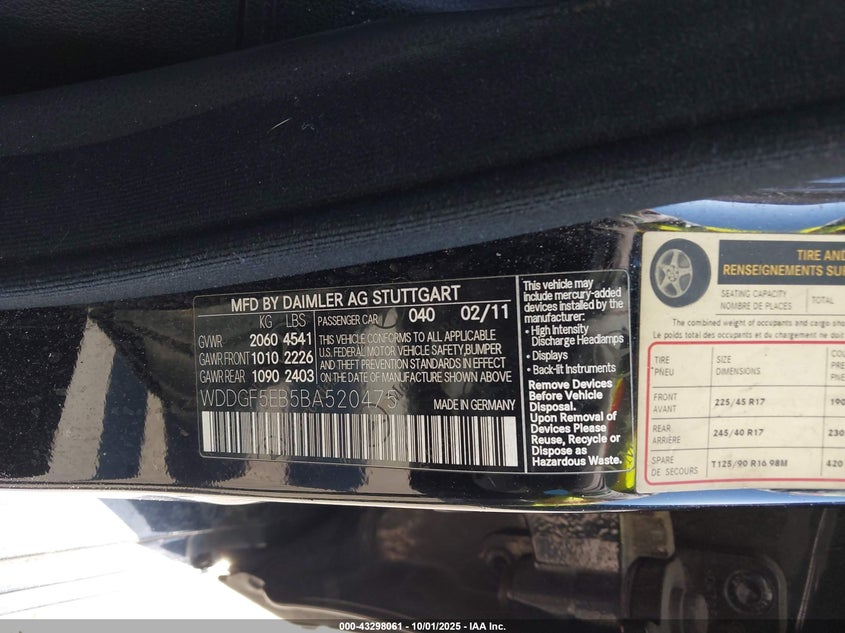 MFD BY DAIMLER AG STUTTGART
KG LBS
GVWR 2060 4541
GAWR FRONT 1010 2226
GAWR REAR 1090 2403
PASSENGER CAR 040 02/11
THIS VEHICLE CONFORMS TO ALL APPLICABLE
U.S. FEDERAL MOTOR VEHICLE SAFETY, BUMPER
AND THEFT PREVENTION STANDARDS IN EFFECT
ON THE DATE OF MANUFACTURE SHOWN ABOVE
WDDGF5EB5BA520475
MADE IN GERMANY
This vehicle may
include mercury-added
devices installed by the
manufacturer:
• High Intensity
Discharge Headlamps
• Displays
• Back-lit Instruments
Remove Devices
Before Vehicle
Disposal.
Upon Removal of
Devices Please
Reuse, Recycle or
Dispose as
Hazardous Waste.
TIRE AND
RENSEIGNEMENTS
SEATING CAPACITY
NOMBRE DE PLACES
TOTAL
The combined weight of occupants and cargo
Le poids total des occupants et du chargement ne doit
TIRE
PNEU
SIZE
DIMENSIONS
FRONT
AVANT
225/45 R17
REAR
ARRIÈRE
245/40 R17
230
SPARE
DE SECOURS
T125/90 R16 98M
420
000-43298061 - 10/01/2025 - IAA Inc.